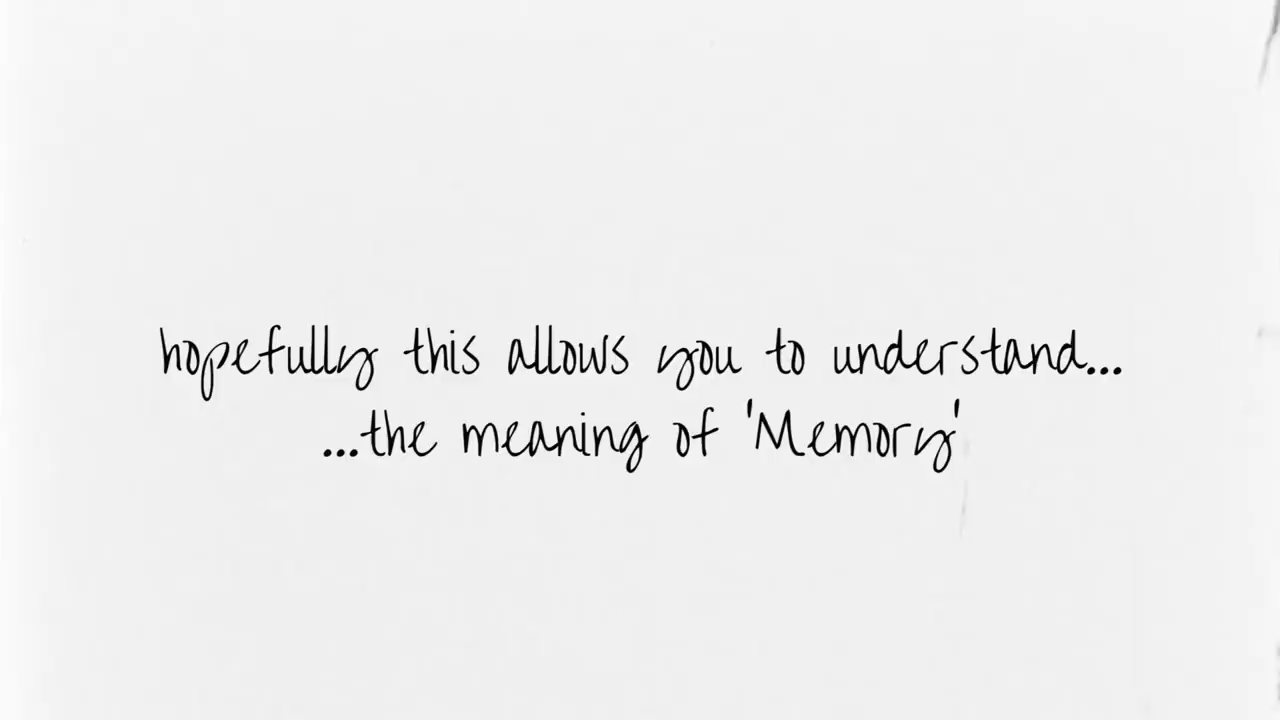 hopefully this allows you to understand...
...the meaning of 'Memory'